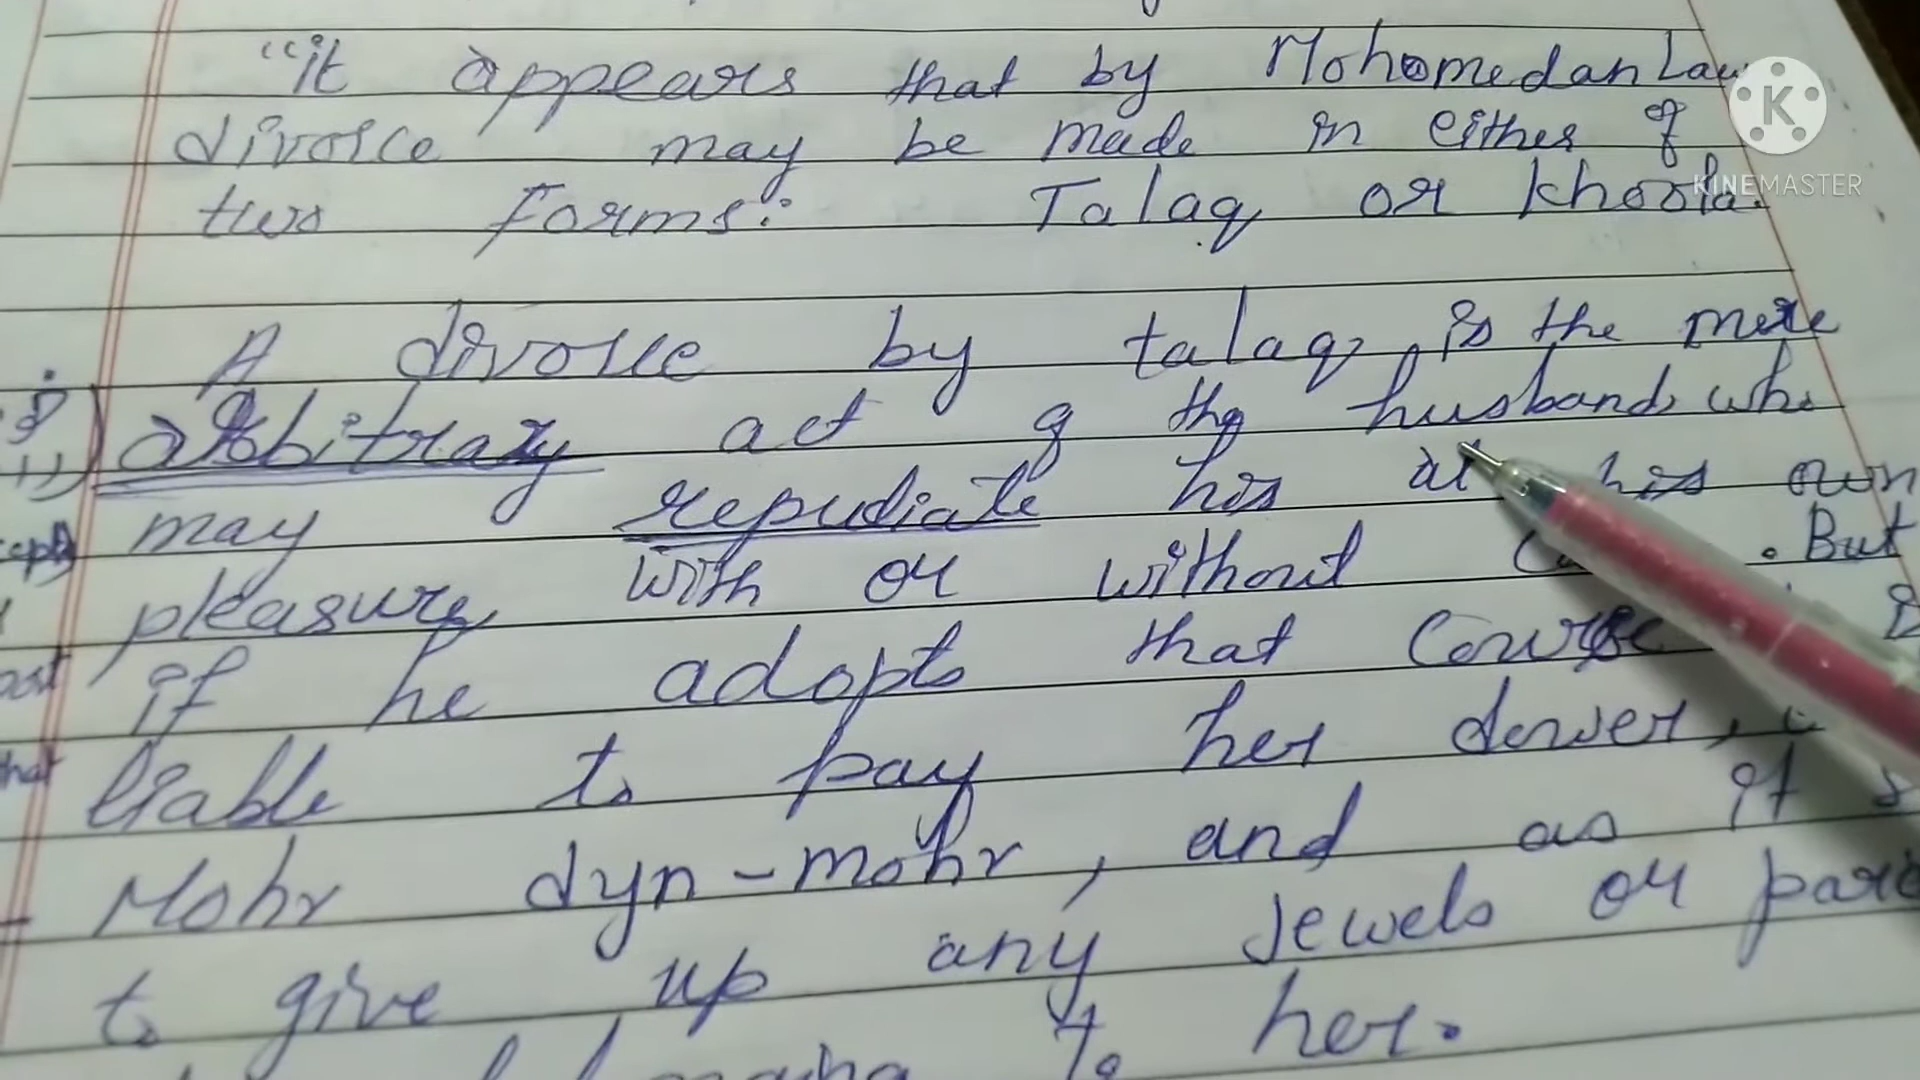 "it appears that by Mohomedan Law
divorce may be made in either of
two forms: Talaq or Khoola.
A divorce by talaq, is the mere
arbitrary act of the husband, who
may repudiate his at his own
pleasure, with or without . But
if he adopts that course
liable to pay her dower,
Mohr dyn-mohr, and as if
to give up any Jewels or
to her.
K
KINEMASTER